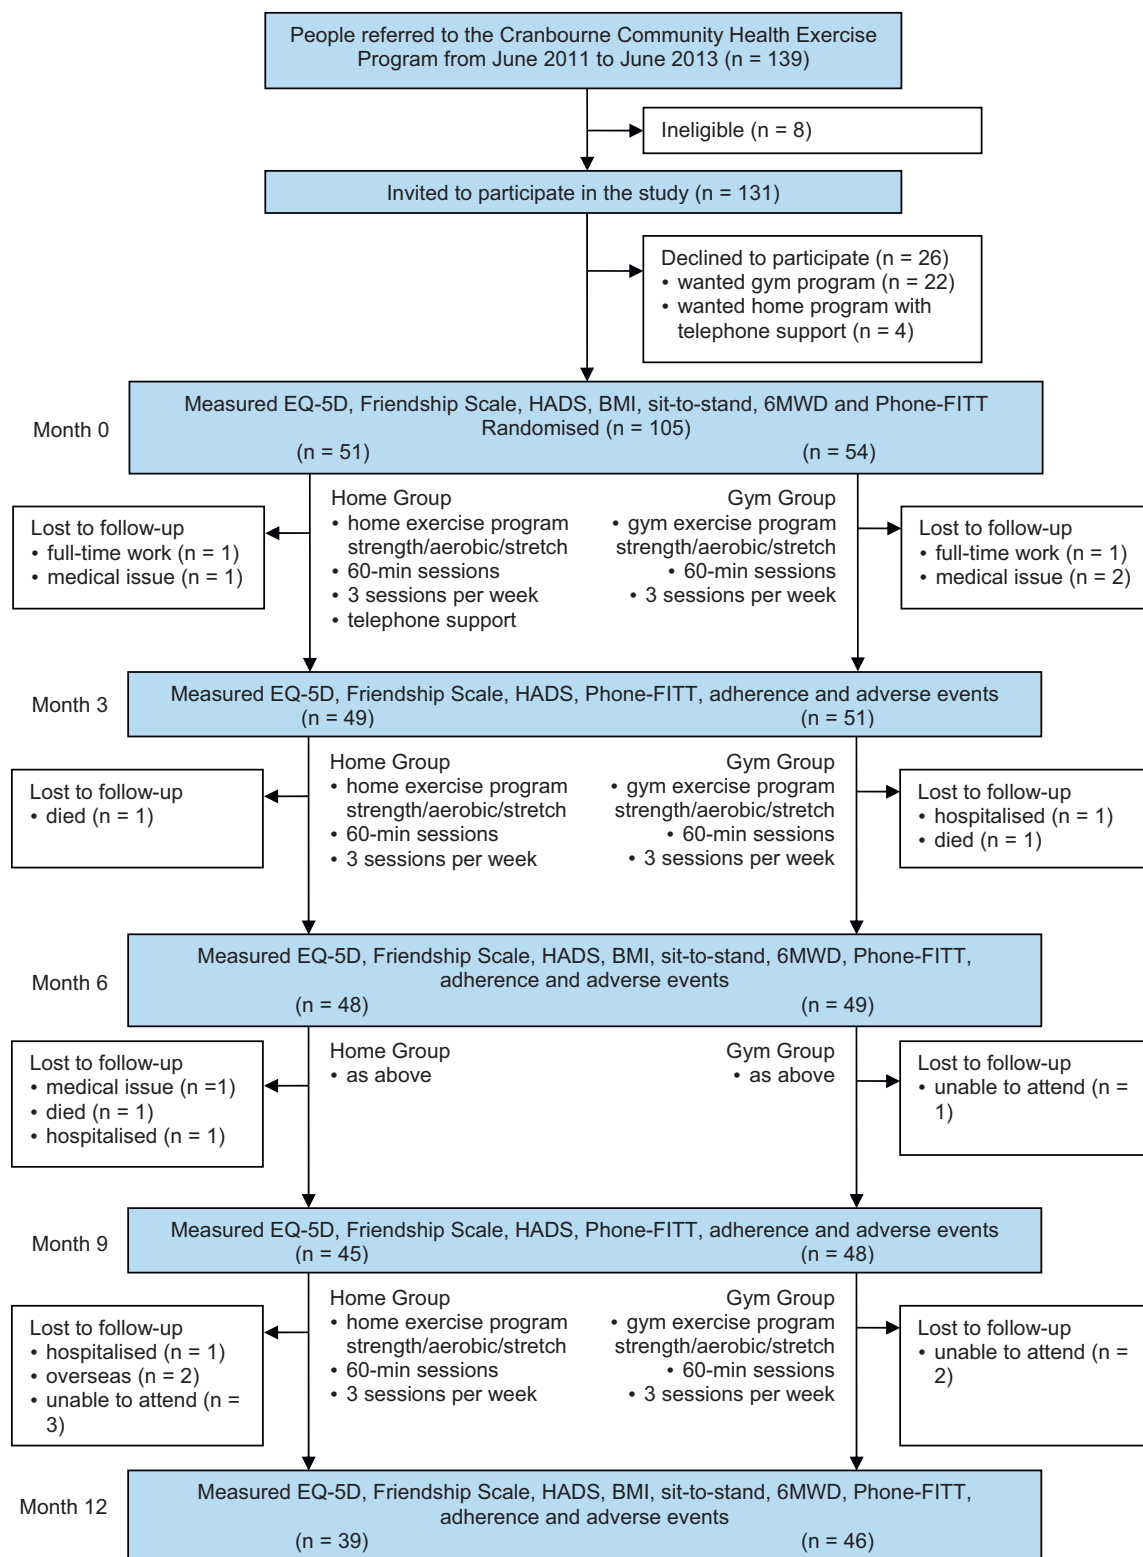 People referred to the Cranbourne Community Health Exercise
Program from June 2011 to June 2013 (n = 139)
Ineligible (n = 8)
Invited to participate in the study (n = 131)
Declined to participate (n = 26)
• wanted gym program (n = 22)
• wanted home program with
telephone support (n = 4)
Month 0
Measured EQ-5D, Friendship Scale, HADS, BMI, sit-to-stand, 6MWD and Phone-FITT
Randomised (n = 105)
(n = 51)
(n = 54)
Lost to follow-up
• full-time work (n = 1)
• medical issue (n = 1)
Home Group
• home exercise program
strength/aerobic/stretch
• 60-min sessions
• 3 sessions per week
• telephone support
Gym Group
• gym exercise program
strength/aerobic/stretch
• 60-min sessions
• 3 sessions per week
Lost to follow-up
• full-time work (n = 1)
• medical issue (n = 2)
Month 3
Measured EQ-5D, Friendship Scale, HADS, Phone-FITT, adherence and adverse events
(n = 49)
(n = 51)
Lost to follow-up
• died (n = 1)
Home Group
• home exercise program
strength/aerobic/stretch
• 60-min sessions
• 3 sessions per week
Gym Group
• gym exercise program
strength/aerobic/stretch
• 60-min sessions
• 3 sessions per week
Lost to follow-up
• hospitalised (n = 1)
• died (n = 1)
Month 6
Measured EQ-5D, Friendship Scale, HADS, BMI, sit-to-stand, 6MWD, Phone-FITT,
adherence and adverse events
(n = 48)
(n = 49)
Lost to follow-up
• medical issue (n =1)
• died (n = 1)
• hospitalised (n = 1)
Home Group
• as above
Gym Group
• as above
Lost to follow-up
• unable to attend (n =
1)
Month 9
Measured EQ-5D, Friendship Scale, HADS, Phone-FITT, adherence and adverse events
(n = 45)
(n = 48)
Lost to follow-up
• hospitalised (n = 1)
• overseas (n = 2)
• unable to attend (n =
3)
Home Group
• home exercise program
strength/aerobic/stretch
• 60-min sessions
• 3 sessions per week
Gym Group
• gym exercise program
strength/aerobic/stretch
• 60-min sessions
• 3 sessions per week
Lost to follow-up
• unable to attend (n =
2)
Month 12
Measured EQ-5D, Friendship Scale, HADS, BMI, sit-to-stand, 6MWD, Phone-FITT,
adherence and adverse events
(n = 39)
(n = 46)